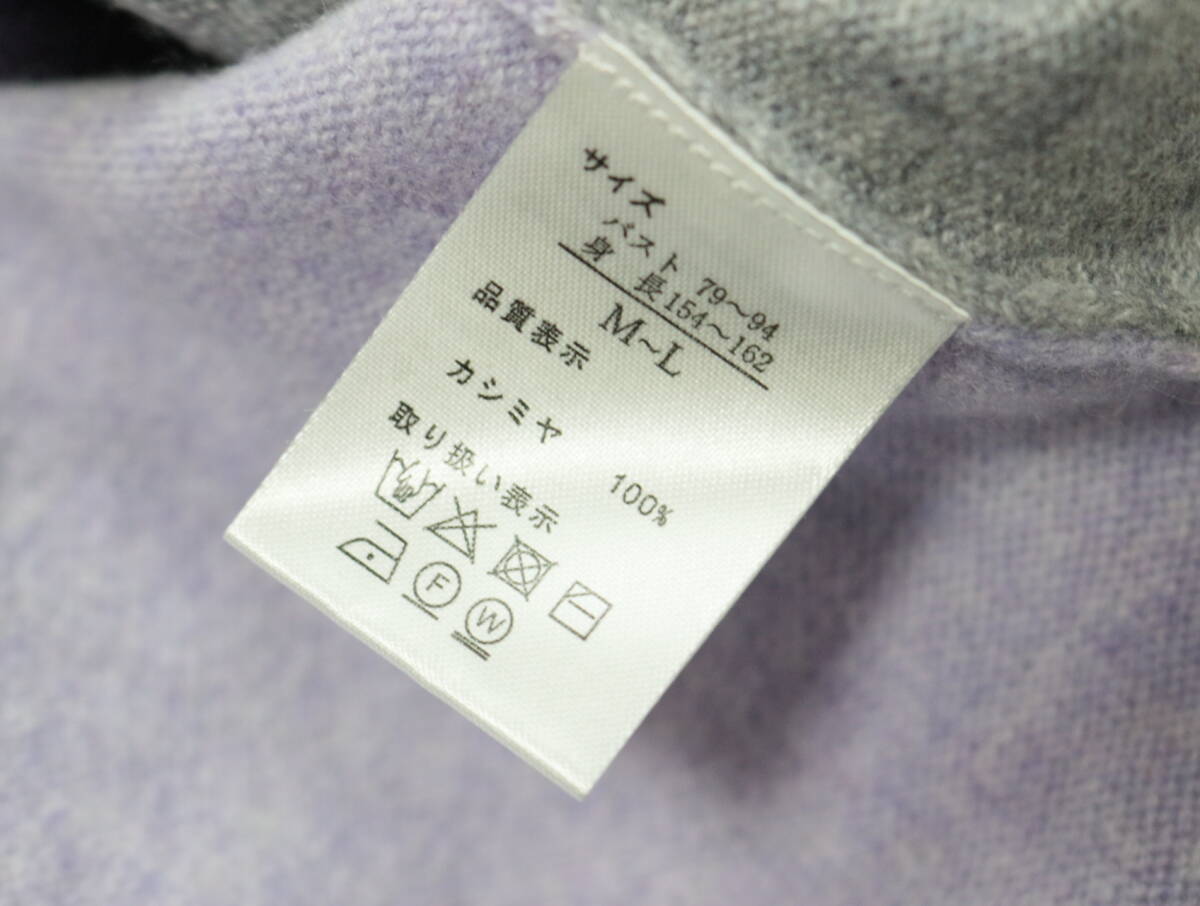 サイズ
バスト 79～94
身長154～162
M~L
品質表示
カシミヤ 100%
取り扱い表示
F
W